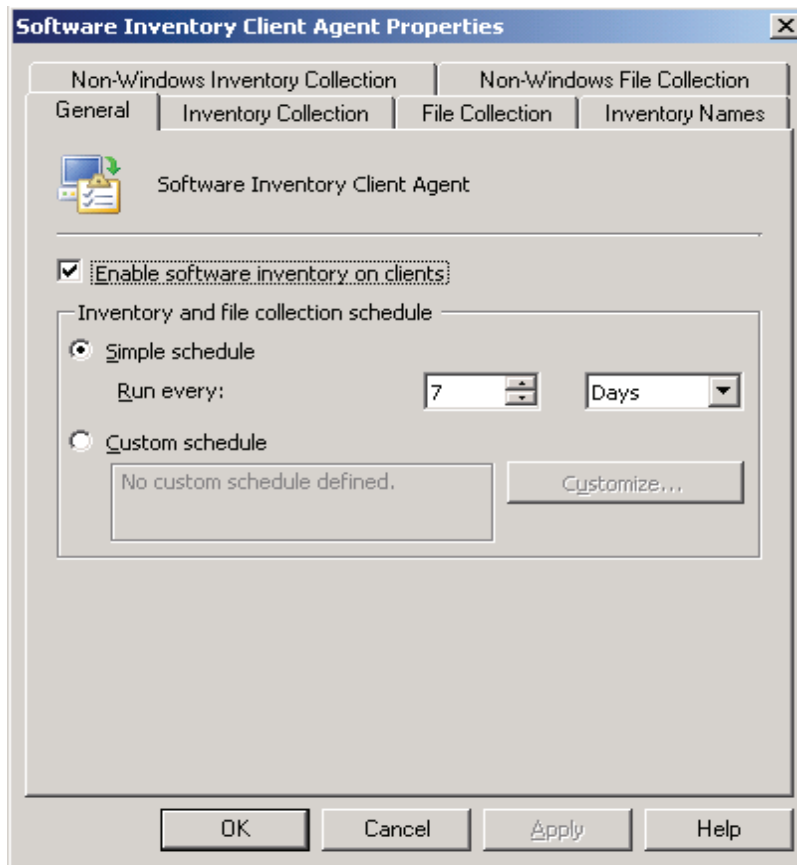 Software Inventory Client Agent Properties
Non-Windows Inventory Collection Non-Windows File Collection
General Inventory Collection File Collection Inventory Names
Software Inventory Client Agent
Enable software inventory on clients
Inventory and file collection schedule
Simple schedule
Run every: 7 Days
Custom schedule
No custom schedule defined. Customize...
OK Cancel Apply Help